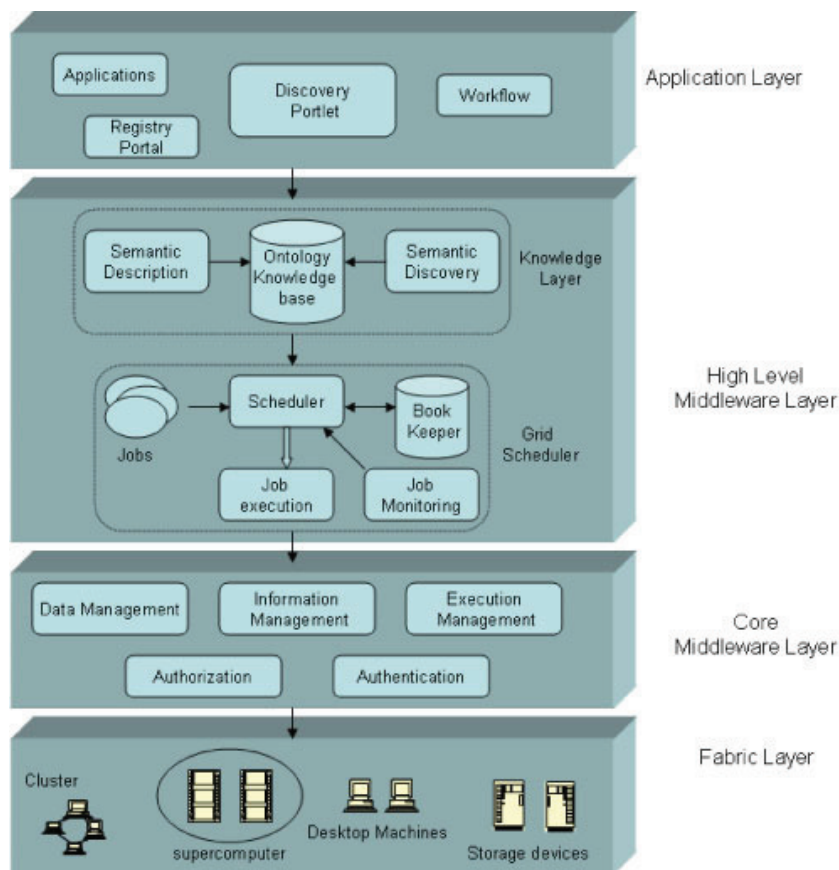 Applications
Discovery
Portlet
Workflow
Registry
Portal
Application Layer
Semantic
Description
Ontology
Knowledge
base
Semantic
Discovery
Knowledge
Layer
Jobs
Scheduler
Book
Keeper
Grid
Scheduler
Job
execution
Job
Monitoring
High Level
Middleware Layer
Data Management
Information
Management
Execution
Management
Authorization
Authentication
Core
Middleware Layer
Fabric Layer
Cluster
supercomputer
Desktop Machines
Storage devices